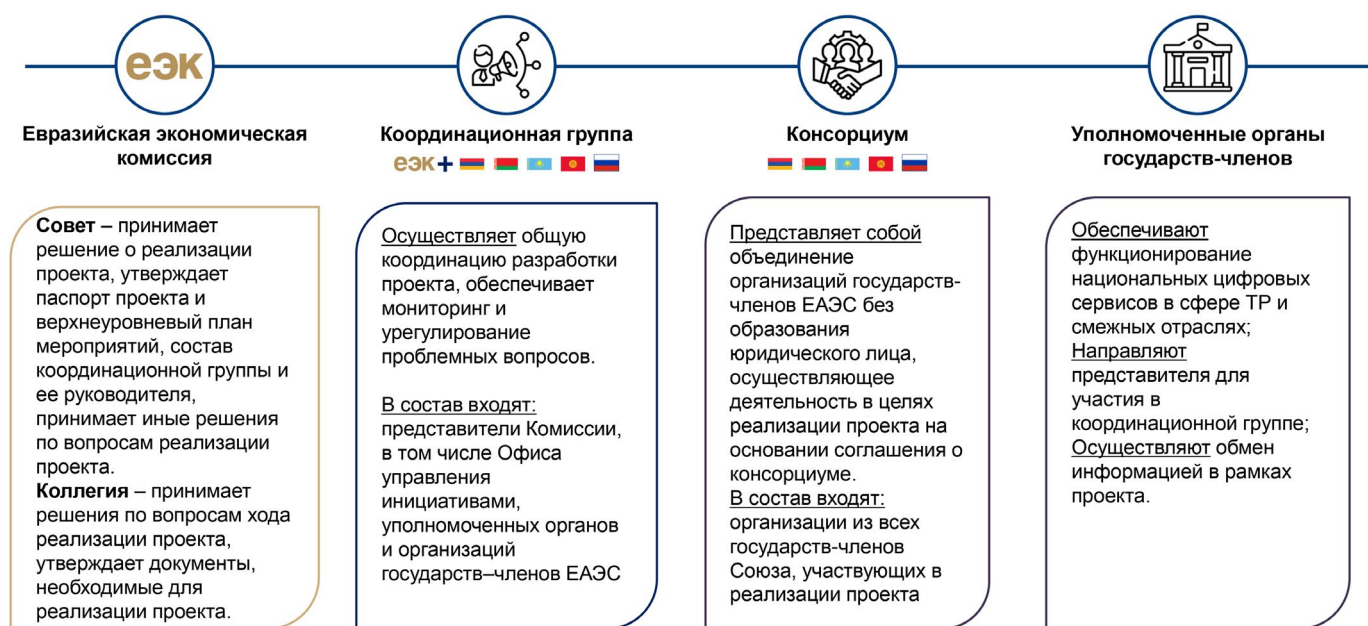 еэк
Евразийская экономическая
комиссия
Совет – принимает
решение о реализации
проекта, утверждает
паспорт проекта и
верхнеуровневый план
мероприятий, состав
координационной группы и
ее руководителя,
принимает иные решения
по вопросам реализации
проекта.
Коллегия – принимает
решения по вопросам хода
реализации проекта,
утверждает документы,
необходимые для
реализации проекта.
Координационная группа
еэк+
Осуществляет общую
координацию разработки
проекта, обеспечивает
мониторинг и
урегулирование
проблемных вопросов.
В состав входят:
представители Комиссии,
в том числе Офиса
управления
инициативами,
уполномоченных органов
и организаций
государств–членов ЕАЭС
Консорциум
Представляет собой
объединение
организаций государств-
членов ЕАЭС без
образования
юридического лица,
осуществляющее
деятельность в целях
реализации проекта на
основании соглашения о
консорциуме.
В состав входят:
организации из всех
государств-членов
Союза, участвующих в
реализации проекта
Уполномоченные органы
государств-членов
Обеспечивают
функционирование
национальных цифровых
сервисов в сфере ТР и
смежных отраслях;
Направляют
представителя для
участия в
координационной группе;
Осуществляют обмен
информацией в рамках
проекта.